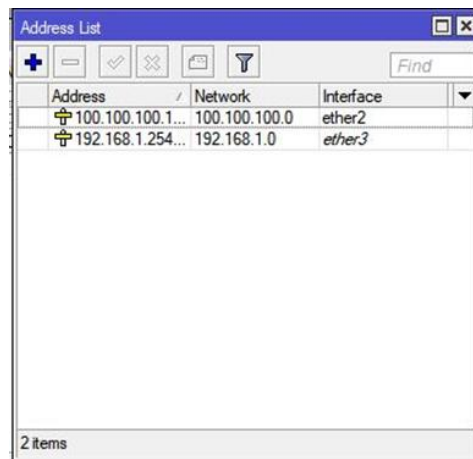 Address List
Find
Address Network Interface
100.100.100.1... 100.100.100.0 ether2
192.168.1.254... 192.168.1.0 ether3
2 items